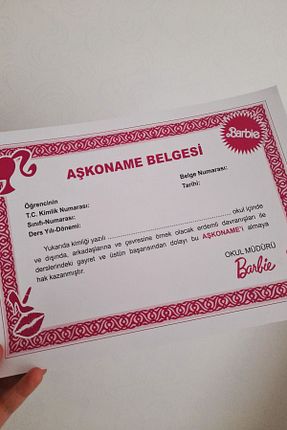 Barbie
AŞKONAME BELGESİ
Belge Numarası:
Tarihi:
Öğrencinin
T.C. Kimlik Numarası:
Sınıfı-Numarası:
Ders Yılı-Dönemi:
Yukarıda kimliği yazılı ........................................ okul içinde
ve dışında, arkadaşlarına ve çevresine örnek olacak erdemli davranışları ile
derslerindeki gayret ve üstün başarısından dolayı bu AŞKONAME'ı almaya
hak kazanmıştır.
OKUL MÜDÜRÜ
Barbie